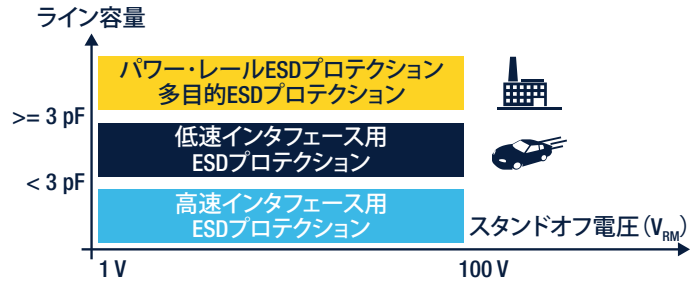 ライン容量
パワー・レールESDプロテクション
多目的ESDプロテクション
>= 3 pF
低速インタフェース用
ESDプロテクション
< 3 pF
高速インタフェース用
ESDプロテクション
スタンドオフ電圧(VRM)
1 V
100 V